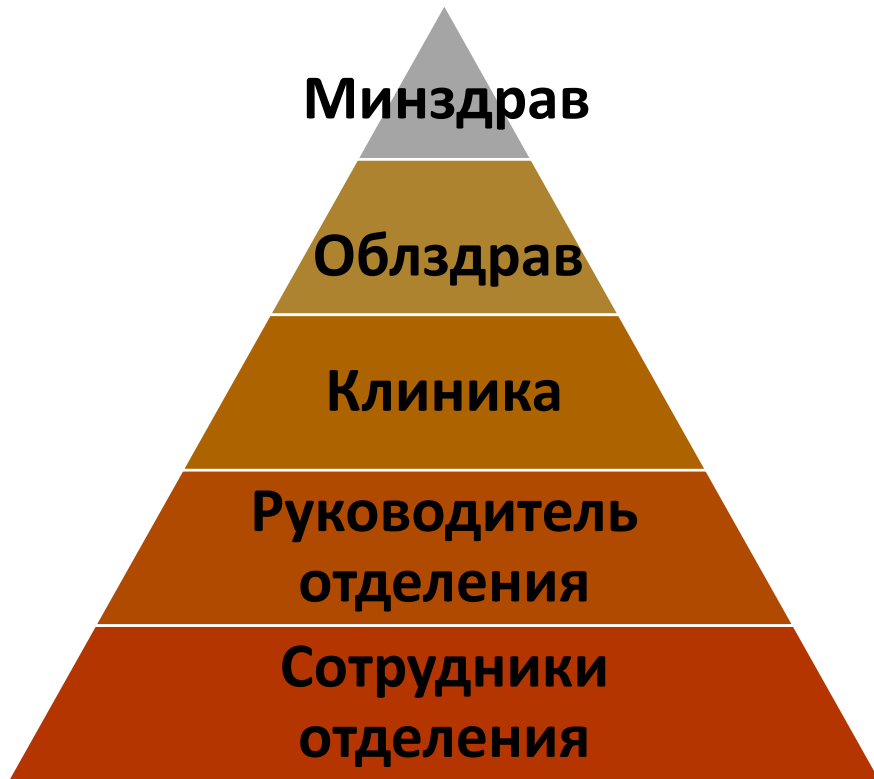 Минздрав
Облздрав
Клиника
Руководитель
отделения
Сотрудники
отделения